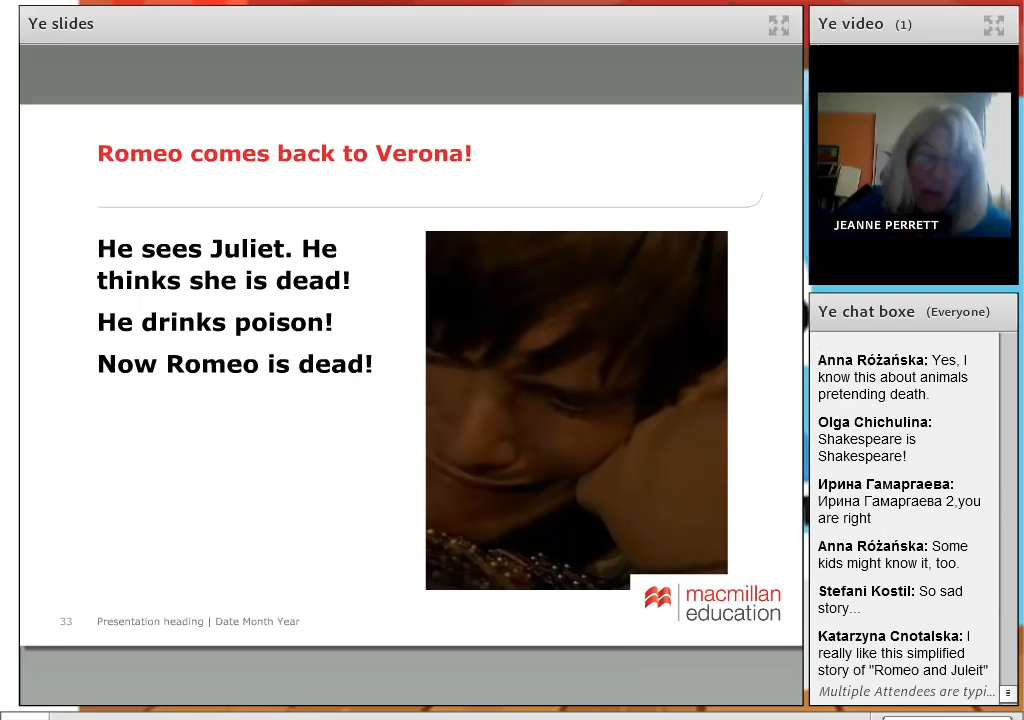 Ye slides
Romeo comes back to Verona!
He sees Juliet. He
thinks she is dead!
He drinks poison!
Now Romeo is dead!
macmillan
education
33 Presentation heading | Date Month Year
Ye video (1)
JEANNE PERRETT
Ye chat boxe (Everyone)
Anna Różańska: Yes, I
know this about animals
pretending death.
Olga Chichulina:
Shakespeare is
Shakespeare!
Ирина Гамаргаева:
Ирина Гамаргаева 2,you
are right
Anna Różańska: Some
kids might know it, too.
Stefani Kostil: So sad
story...
Katarzyna Cnotalska: I
really like this simplified
story of "Romeo and Juleit"
Multiple Attendees are typi...